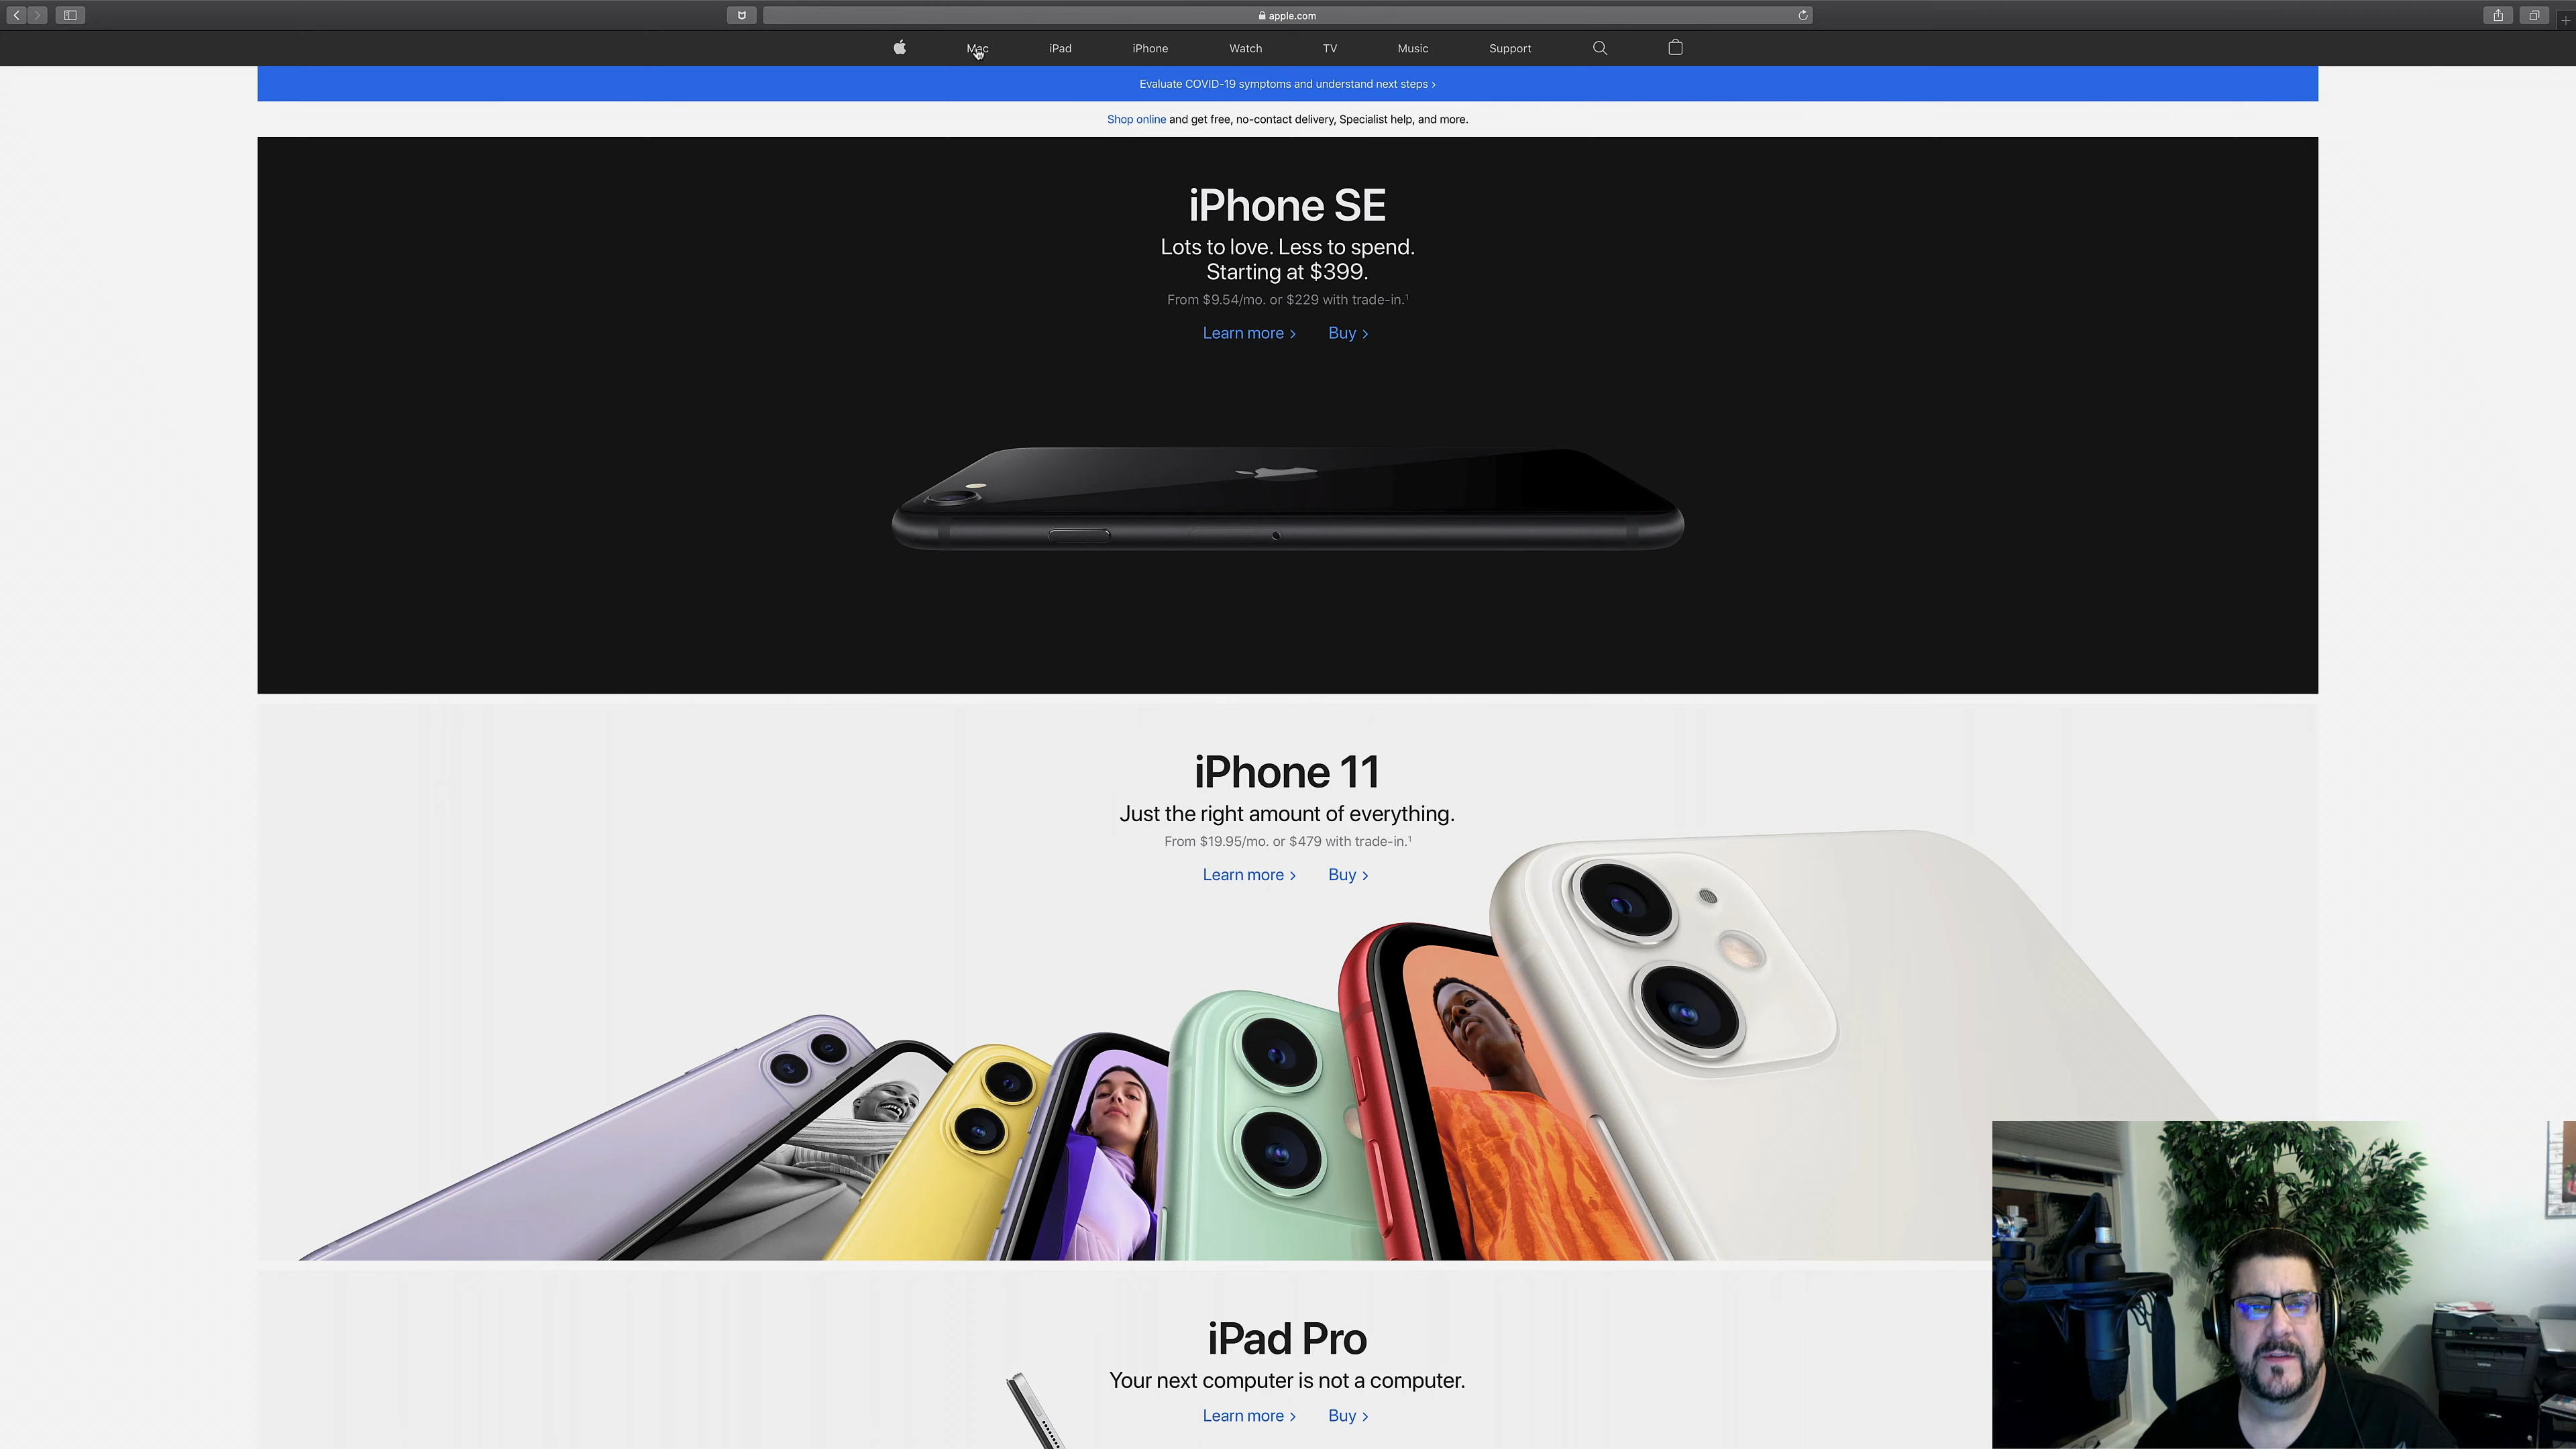 apple.com
Mac iPad iPhone Watch TV Music Support
Evaluate COVID-19 symptoms and understand next steps >
Shop online and get free, no-contact delivery, Specialist help, and more.
iPhone SE
Lots to love. Less to spend.
Starting at $399.
From $9.54/mo. or $229 with trade-in.¹
Learn more > Buy >
iPhone 11
Just the right amount of everything.
From $19.95/mo. or $479 with trade-in.¹
Learn more > Buy >
iPad Pro
Your next computer is not a computer.
Learn more > Buy >